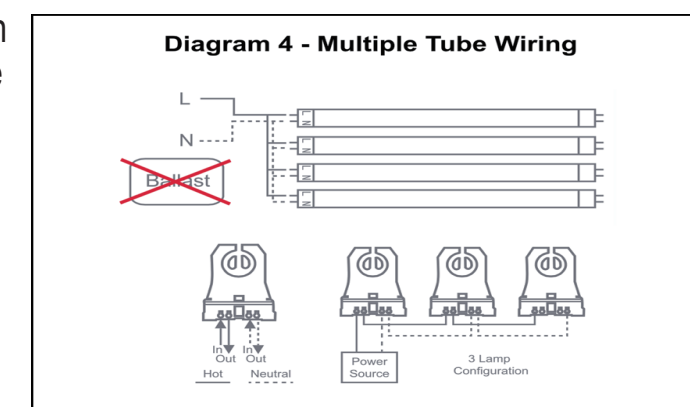 n
e
Diagram 4 - Multiple Tube Wiring
L
N
L N
L N
L N
L N
Ballast
In
Out
In
Out
Hot
Neutral
Power
Source
3 Lamp
Configuration